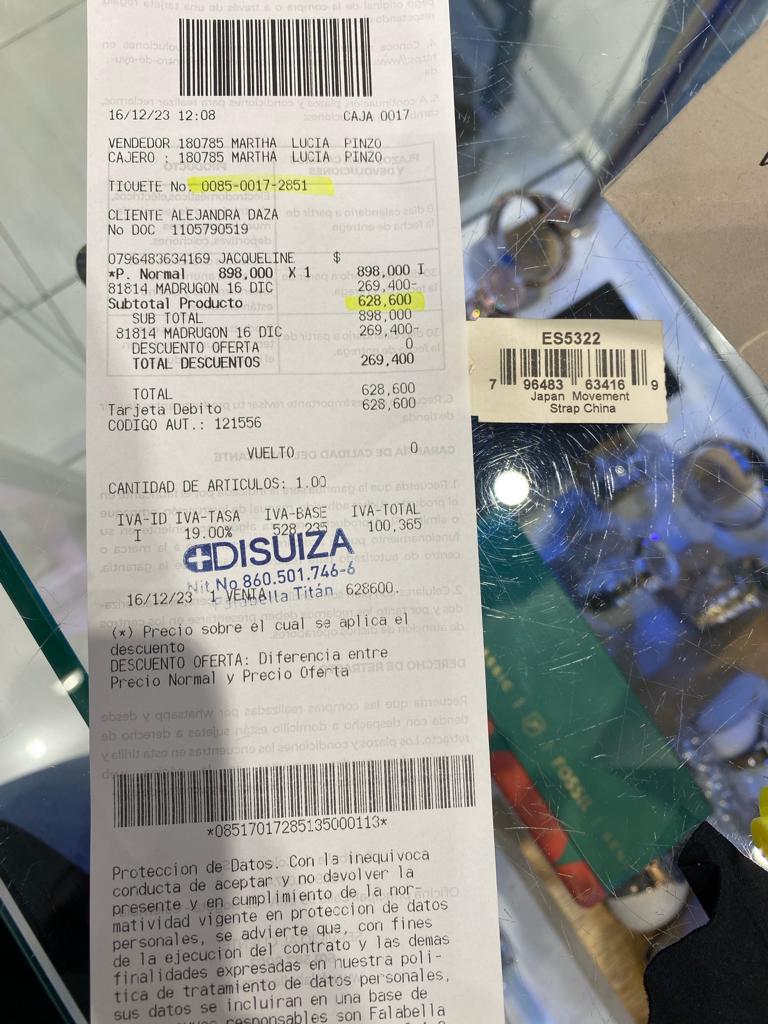 16/12/23 12:08 CAJA 0017
VENDEDOR 180785 MARTHA LUCIA PINZO
CAJERO : 180785 MARTHA LUCIA PINZO
TIQUETE No. 0085-0017-2851
CLIENTE ALEJANDRA DAZA
No DOC 1105790519
0796483634169 JACQUELINE $
*P. Normal 898,000 X 1 898,000 I
81814 MADRUGON 16 DIC 269,400-
Subtotal Producto 628,600
SUB TOTAL 898,000
81814 MADRUGON 16 DIC 269,400-
DESCUENTO OFERTA 0
TOTAL DESCUENTOS 269,400
TOTAL 628,600
Tarjeta Debito 628,600
CODIGO AUT.: 121556
VUELTO 0
CANTIDAD DE ARTICULOS: 1.00
IVA-ID IVA-TASA IVA-BASE IVA-TOTAL
I 19.00% 528,235 100,365
DISUIZA
Nit. No 860.501.746-6
Falabella Titán
16/12/23 1 VENTA 628600.
(*) Precio sobre el cual se aplica el
descuento
DESCUENTO OFERTA: Diferencia entre
Precio Normal y Precio Oferta
*08517017285135000113*
Proteccion de Datos. Con la inequivoca
conducta de aceptar y no devolver la
presente y en cumplimiento de la nor-
matividad vigente en proteccion de datos
personales, se advierte que, con fines
de la ejecucion del contrato y las demas
finalidades expresadas en nuestra poli-
tica de tratamiento de datos personales,
sus datos se incluiran en una base de
responsables son Falabella
ES5322
7 96483 63416 9
Japan Movement
Strap China
FOSSIL